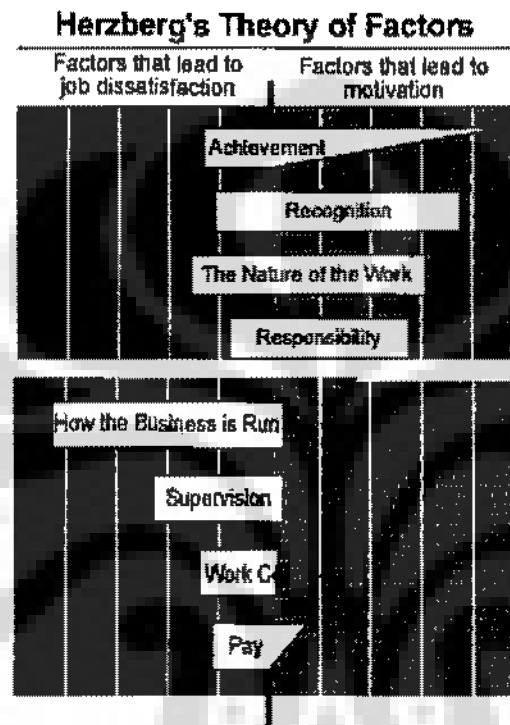 Herzberg's Theory of Factors
Factors that lead to
job dissatisfaction
Factors that lead to
motivation
Achievement
Recognition
The Nature of the Work
Responsibility
How the Business is Run
Supervision
Work C
Pay